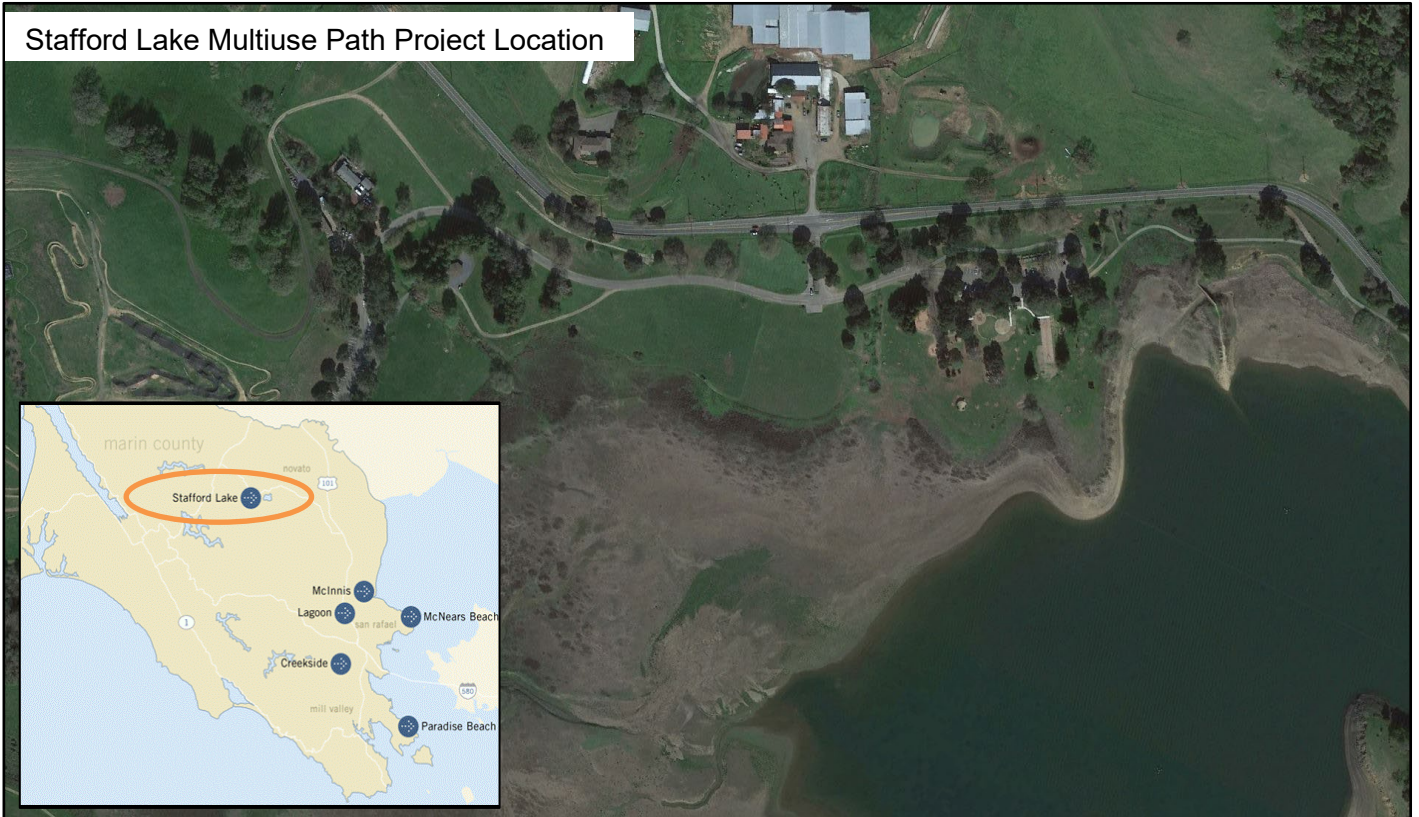 Stafford Lake Multiuse Path Project Location
marin county
novato
101
Stafford Lake
McInnis
Lagoon
McNears Beach
1
san rafael
Creekside
580
mill valley
Paradise Beach